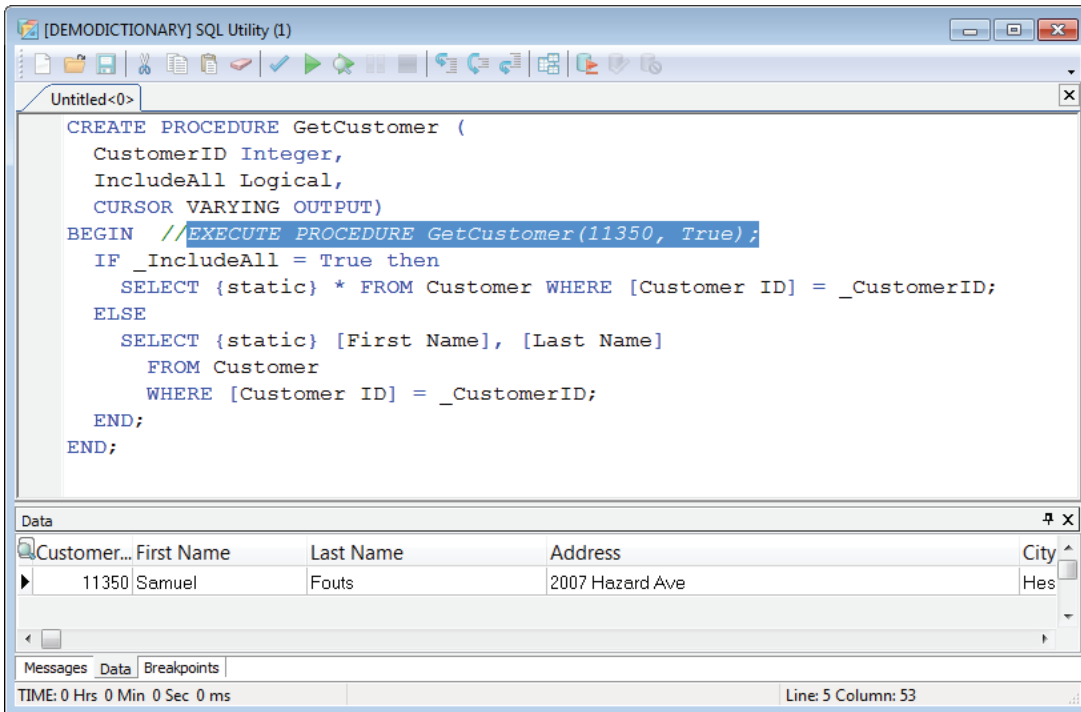 [DEMODICTIONARY] SQL Utility (1)
Untitled<0>
CREATE PROCEDURE GetCustomer (
CustomerID Integer,
IncludeAll Logical,
CURSOR VARYING OUTPUT)
BEGIN //EXECUTE PROCEDURE GetCustomer(11350, True);
IF _IncludeAll = True then
SELECT {static} * FROM Customer WHERE [Customer ID] = _CustomerID;
ELSE
SELECT {static} [First Name], [Last Name]
FROM Customer
WHERE [Customer ID] = _CustomerID;
END;
END;
Data
Customer... First Name Last Name Address City
11350 Samuel Fouts 2007 Hazard Ave Hes
Messages Data Breakpoints
TIME: 0 Hrs 0 Min 0 Sec 0 ms Line: 5 Column: 53